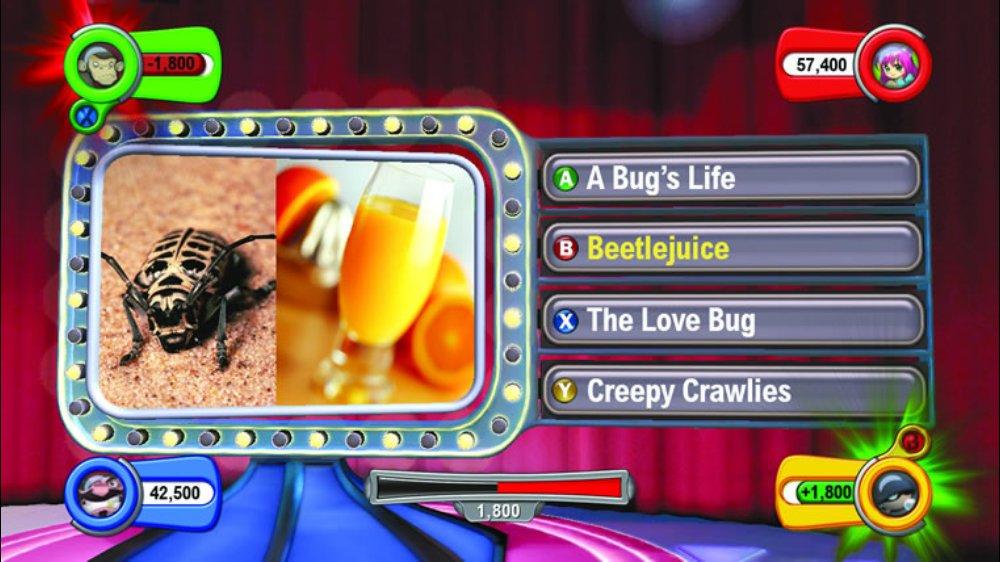 -1,800
57,400
X
A A Bug's Life
B Beetlejuice
X The Love Bug
Y Creepy Crawlies
B
42,500
1,800
+1,800